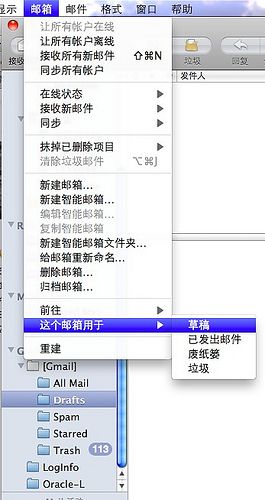 显示 邮箱 邮件 格式 窗口 帮助
让所有帐户在线
让所有帐户离线
接收所有新邮件 ⇧⌘N
同步所有帐户
接收
垃圾
回复
发件人
在线状态
接收新邮件
同步
抹掉已删除项目
清除垃圾邮件 ⌥⌘J
新建邮箱...
新建智能邮箱...
编辑智能邮箱...
复制智能邮箱
新建智能邮箱文件夹...
给邮箱重新命名...
删除邮箱...
归档邮箱...
前往
这个邮箱用于
草稿
已发出邮件
废纸篓
垃圾
重建
R
M
G
[Gmail]
All Mail
Drafts
Spam
Starred
Trash 113
LogInfo
Oracle-L